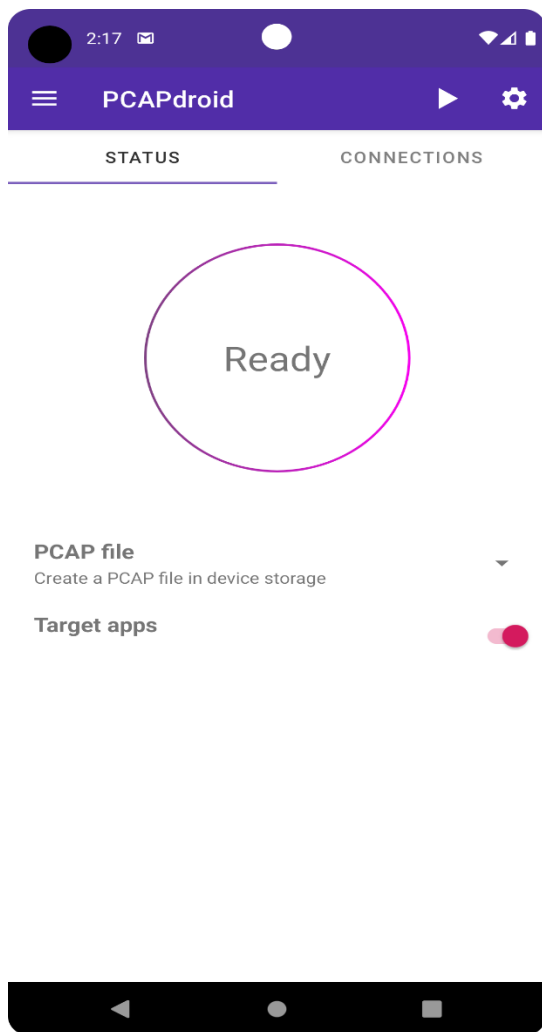 2:17
PCAPdroid
STATUS CONNECTIONS
Ready
PCAP file
Create a PCAP file in device storage
Target apps